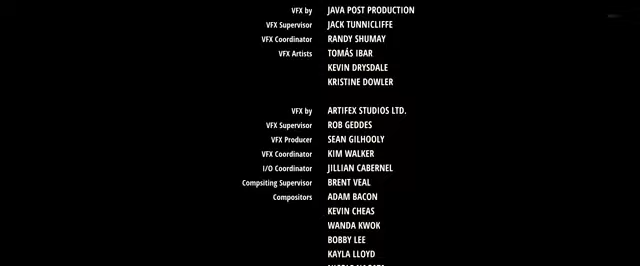 VFX by JAVA POST PRODUCTION
VFX Supervisor JACK TUNNICLIFFE
VFX Coordinator RANDY SHUMAY
VFX Artists TOMÁS IBAR
KEVIN DRYSDALE
KRISTINE DOWLER
VFX by ARTIFEX STUDIOS LTD.
VFX Supervisor ROB GEDDES
VFX Producer SEAN GILHOOLY
VFX Coordinator KIM WALKER
I/O Coordinator JILLIAN CABERNEL
Compsiting Supervisor BRENT VEAL
Compositors ADAM BACON
KEVIN CHEAS
WANDA KWOK
BOBBY LEE
KAYLA LLOYD